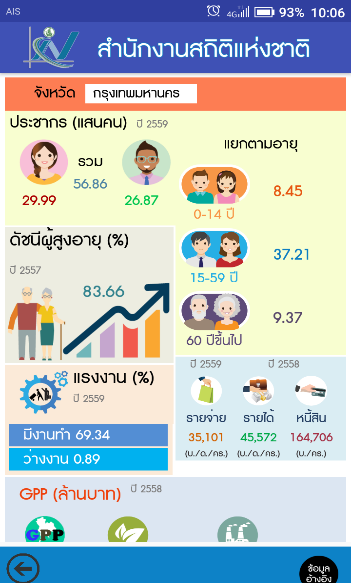 AIS 4G 93% 10:06
สำนักงานสถิติแห่งชาติ
จังหวัด กรุงเทพมหานคร
ประชากร (แสนคน) ปี 2559
รวม
56.86
29.99 26.87
แยกตามอายุ
8.45
0-14 ปี
37.21
15-59 ปี
9.37
60 ปีขึ้นไป
ดัชนีผู้สูงอายุ (%)
ปี 2557
83.66
แรงงาน (%)
ปี 2559
มีงานทำ 69.34
ว่างงาน 0.89
ปี 2559 ปี 2558
รายจ่าย รายได้ หนี้สิน
35,101 45,572 164,706
(บ./ด./คร.) (บ./ด./คร.) (บ./คร.)
GPP (ล้านบาท) ปี 2558
GPP
ข้อมูล
อ้างอิง